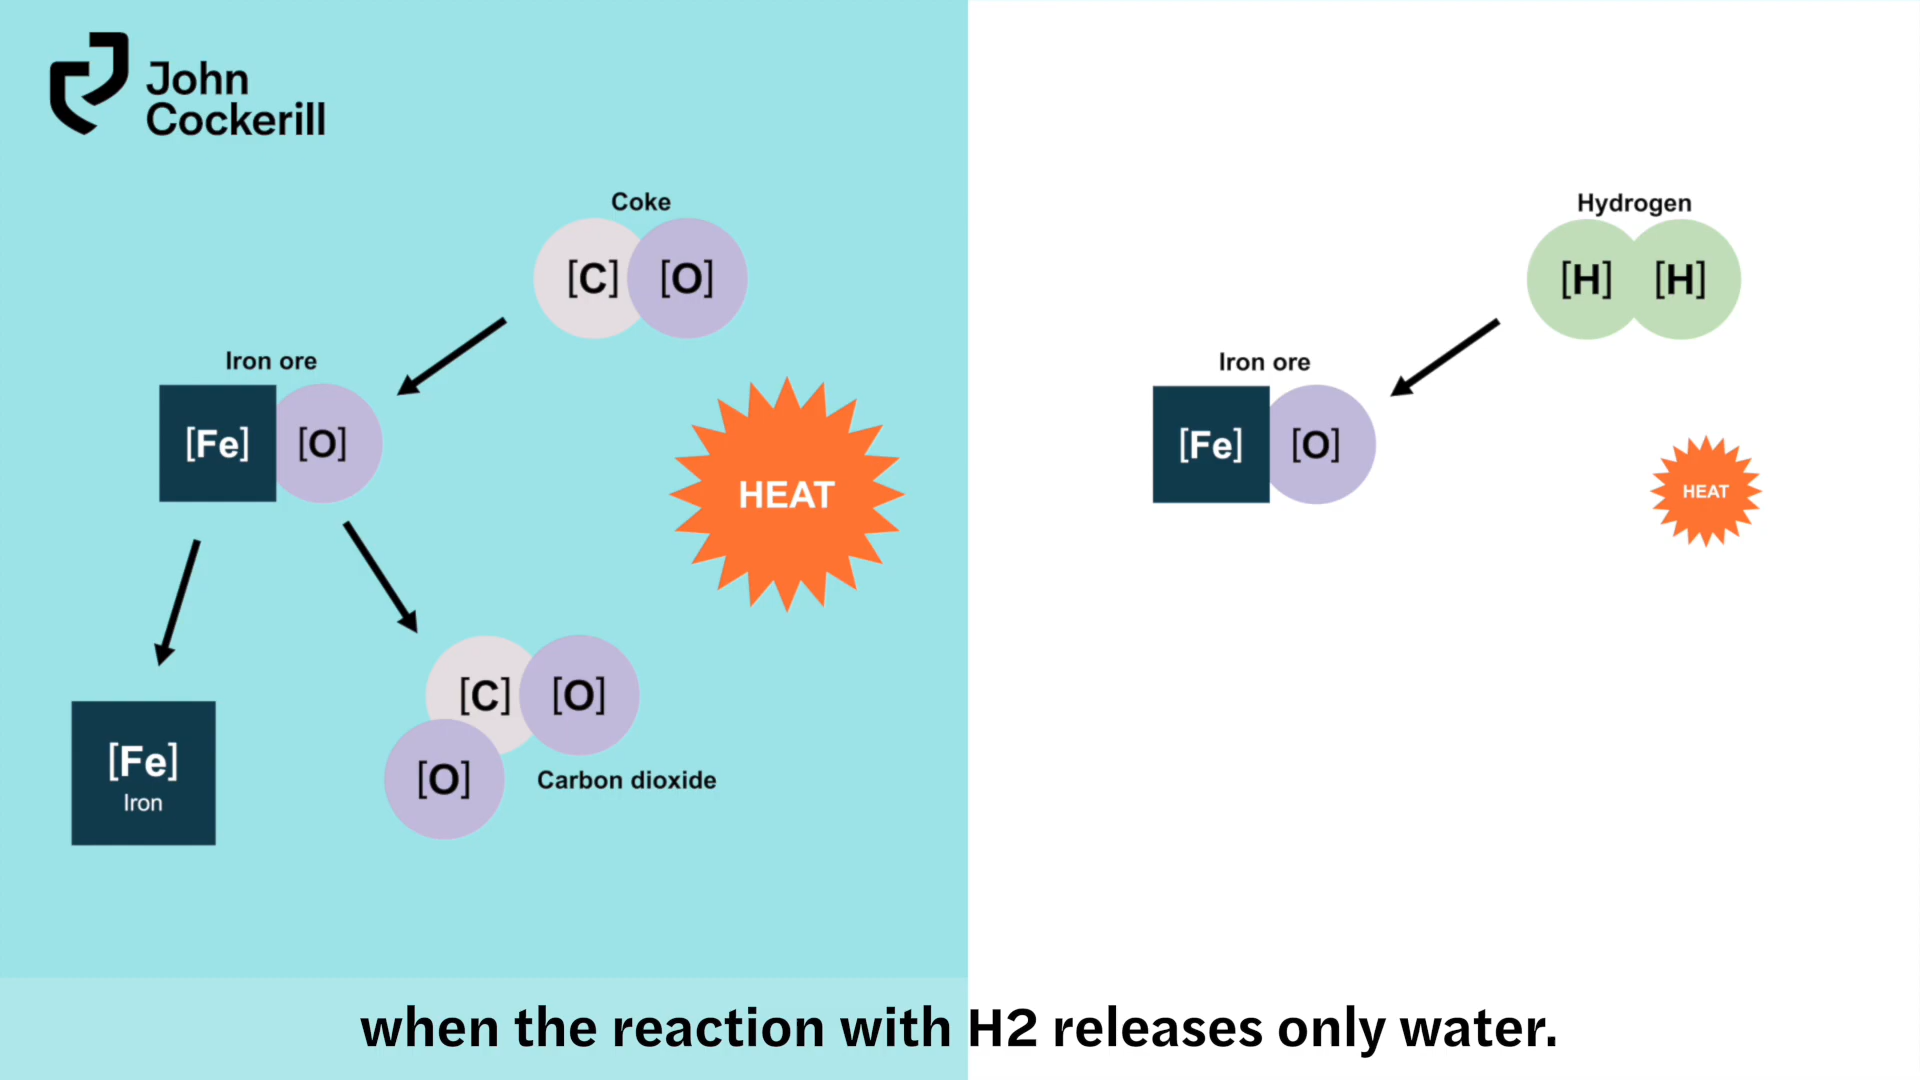 John
Cockerill
Coke
[C] [O]
Iron ore
[Fe] [O]
HEAT
[Fe]
Iron
[C] [O]
[O]
Carbon dioxide
Hydrogen
[H] [H]
Iron ore
[Fe] [O]
HEAT
when the reaction with H2 releases only water.